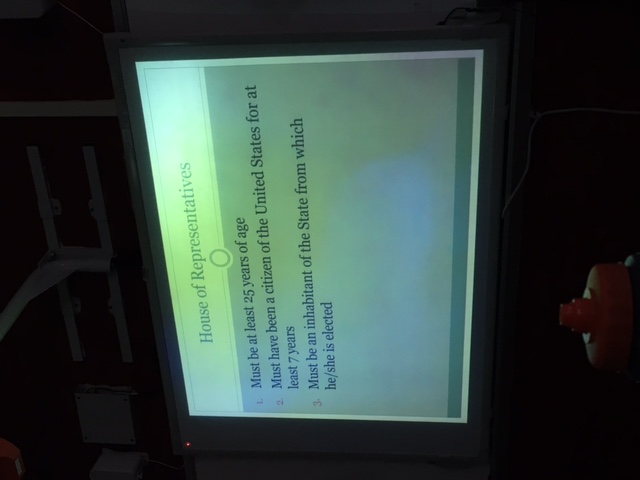 House of Representatives
1. Must be at least 25 years of age
2. Must have been a citizen of the United States for at
least 7 years
3. Must be an inhabitant of the State from which
he/she is elected